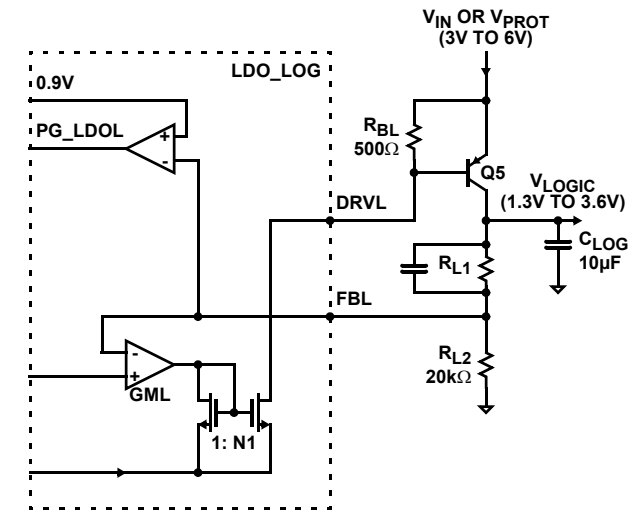 V_IN OR V_PROT
(3V TO 6V)
LDO_LOG
0.9V
PG_LDOL
+
-
R_BL
500Ω
Q5
V_LOGIC
(1.3V TO 3.6V)
DRVL
C_LOG
10µF
R_L1
FBL
-
+
GML
R_L2
20kΩ
1: N1